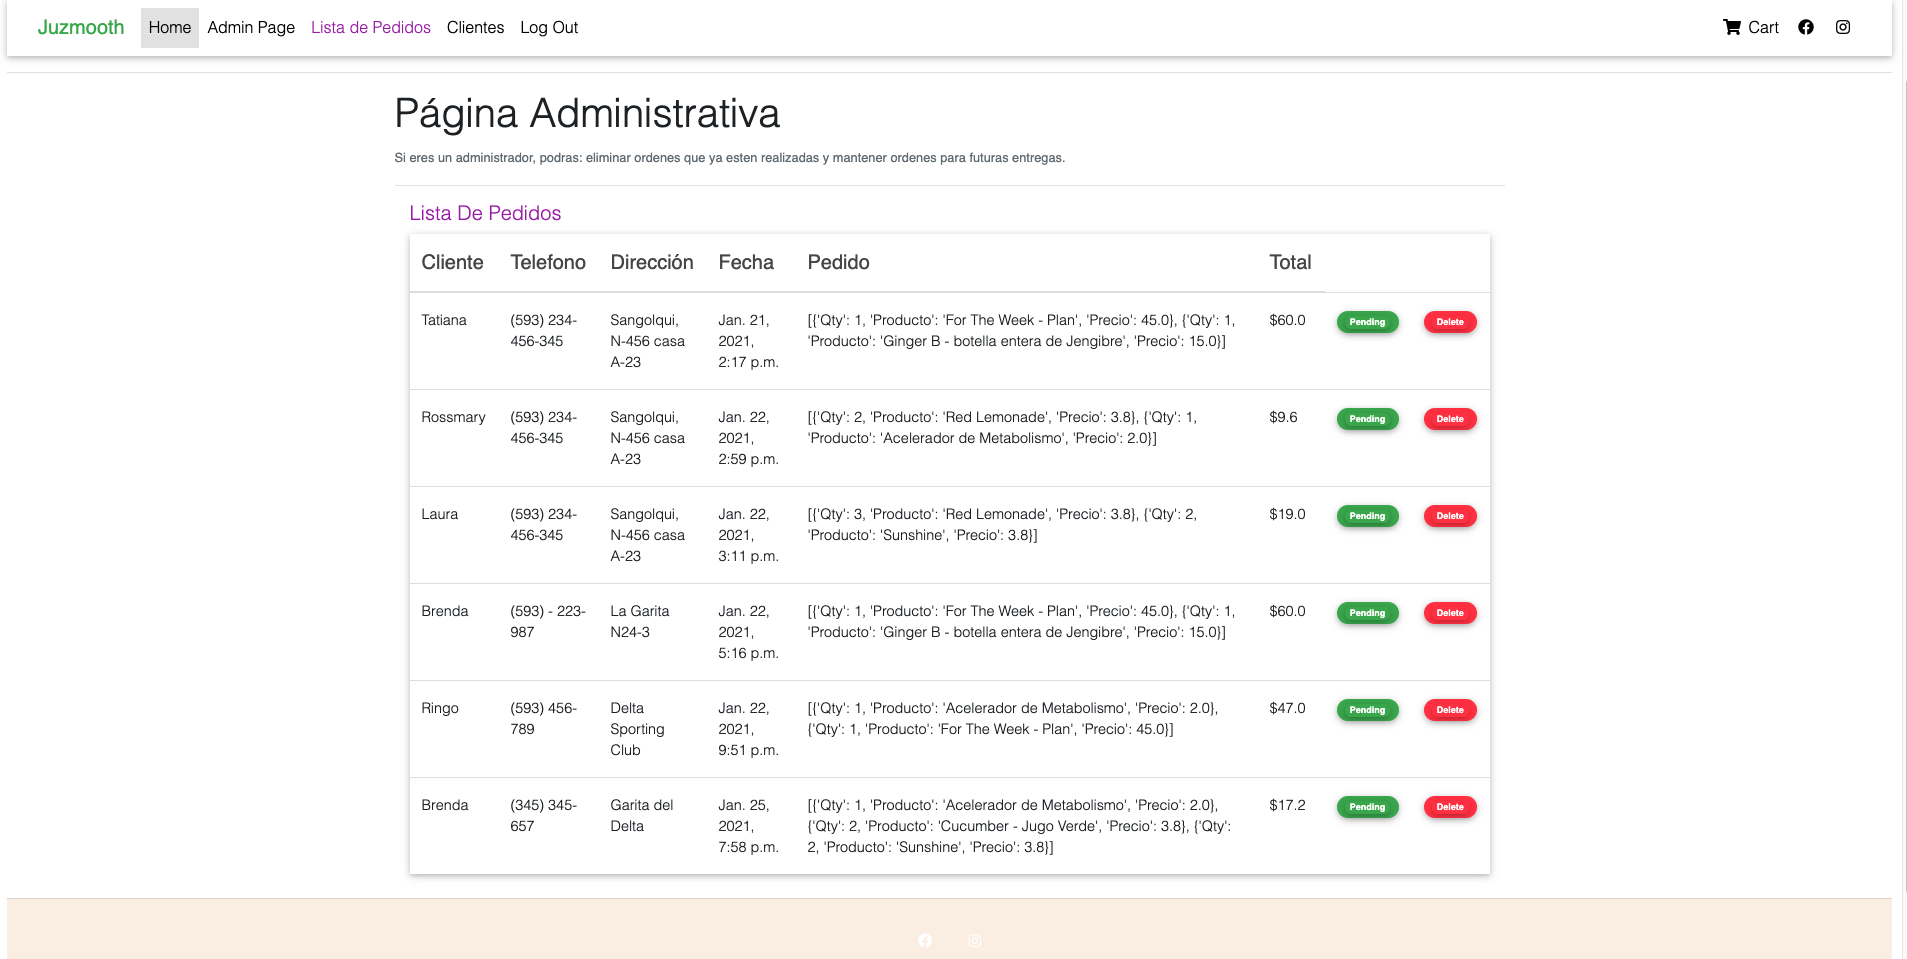 Juzmooth Home Admin Page Lista de Pedidos Clientes Log Out Cart
Página Administrativa
Si eres un administrador, podras: eliminar ordenes que ya esten realizadas y mantener ordenes para futuras entregas.
Lista De Pedidos
Cliente Telefono Dirección Fecha Pedido Total
Tatiana (593) 234- Sangolqui, Jan. 21, [{'Qty': 1, 'Producto': 'For The Week - Plan', 'Precio': 45.0}, {'Qty': 1, $60.0 Pending Delete
456-345 N-456 casa 2021, 'Producto': 'Ginger B - botella entera de Jengibre', 'Precio': 15.0}]
A-23 2:17 p.m.
Rossmary (593) 234- Sangolqui, Jan. 22, [{'Qty': 2, 'Producto': 'Red Lemonade', 'Precio': 3.8}, {'Qty': 1, $9.6 Pending Delete
456-345 N-456 casa 2021, 'Producto': 'Acelerador de Metabolismo', 'Precio': 2.0}]
A-23 2:59 p.m.
Laura (593) 234- Sangolqui, Jan. 22, [{'Qty': 3, 'Producto': 'Red Lemonade', 'Precio': 3.8}, {'Qty': 2, $19.0 Pending Delete
456-345 N-456 casa 2021, 'Producto': 'Sunshine', 'Precio': 3.8}]
A-23 3:11 p.m.
Brenda (593) - 223- La Garita Jan. 22, [{'Qty': 1, 'Producto': 'For The Week - Plan', 'Precio': 45.0}, {'Qty': 1, $60.0 Pending Delete
987 N24-3 2021, 'Producto': 'Ginger B - botella entera de Jengibre', 'Precio': 15.0}]
5:16 p.m.
Ringo (593) 456- Delta Jan. 22, [{'Qty': 1, 'Producto': 'Acelerador de Metabolismo', 'Precio': 2.0}, $47.0 Pending Delete
789 Sporting 2021, {'Qty': 1, 'Producto': 'For The Week - Plan', 'Precio': 45.0}]
Club 9:51 p.m.
Brenda (345) 345- Garita del Jan. 25, [{'Qty': 1, 'Producto': 'Acelerador de Metabolismo', 'Precio': 2.0}, $17.2 Pending Delete
657 Delta 2021, {'Qty': 2, 'Producto': 'Cucumber - Jugo Verde', 'Precio': 3.8}, {'Qty':
7:58 p.m. 2, 'Producto': 'Sunshine', 'Precio': 3.8}]